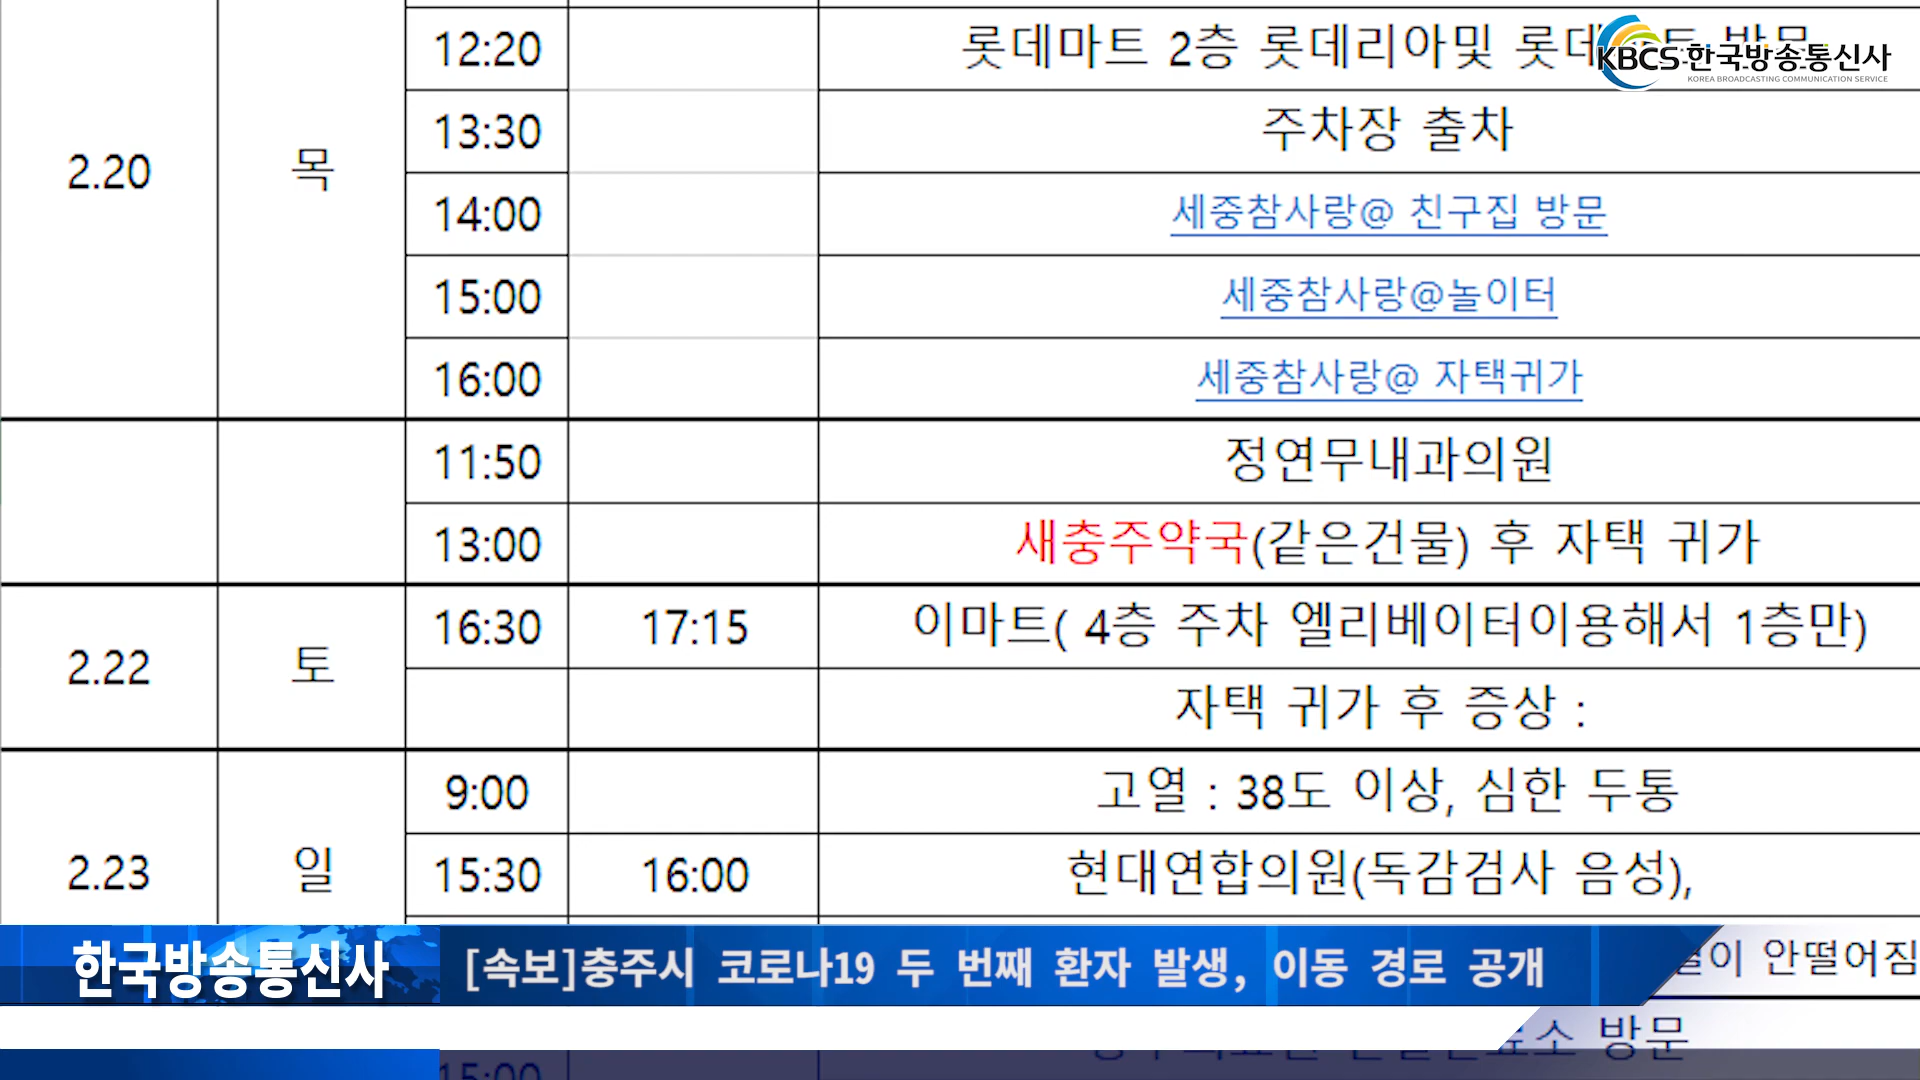 12:20 롯데마트 2층 롯데리아및
KBCS 한국방송통신사
KOREA BROADCASTING COMMUNICATION SERVICE
13:30 주차장 출차
2.20 목
14:00 세중참사랑@ 친구집 방문
15:00 세중참사랑@놀이터
16:00 세중참사랑@ 자택귀가
11:50 정연무내과의원
13:00 새충주약국(같은건물) 후 자택 귀가
16:30 17:15 이마트( 4층 주차 엘리베이터이용해서 1층만)
2.22 토
자택 귀가 후 증상 :
9:00 고열 : 38도 이상, 심한 두통
2.23 일 15:30 16:00 현대연합의원(독감검사 음성),
안떨어짐
한국방송통신사 [속보]충주시 코로나19 두 번째 환자 발생, 이동 경로 공개
방문
15:00